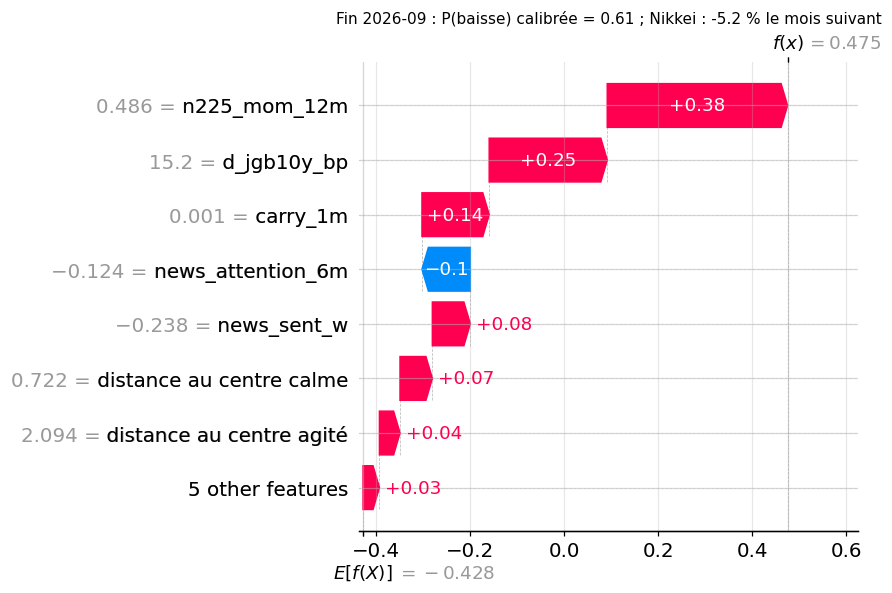 Fin 2026-09 : P(baisse) calibrée = 0.61 ; Nikkei : -5.2 % le mois suivant
f(x) = 0.475
0.486 = n225_mom_12m
+0.38
15.2 = d_jgb10y_bp
+0.25
0.001 = carry_1m
+0.14
−0.124 = news_attention_6m
−0.1
−0.238 = news_sent_w
+0.08
0.722 = distance au centre calme
+0.07
2.094 = distance au centre agité
+0.04
5 other features
+0.03
−0.4 −0.2 0.0 0.2 0.4 0.6
E[f(X)] = −0.428